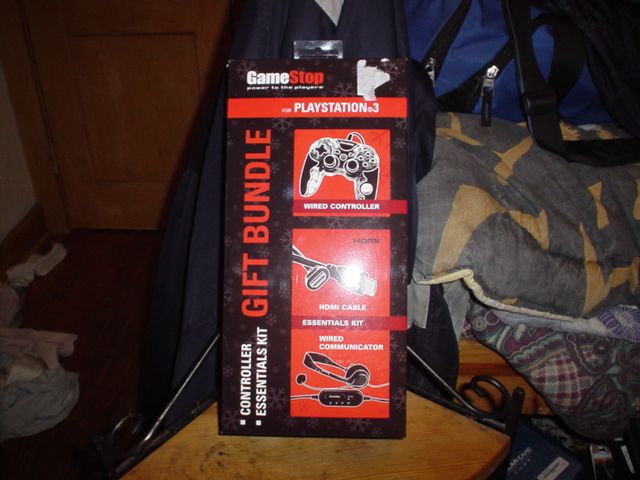 GameStop
power to the players
FOR PLAYSTATION®3
GIFT BUNDLE
CONTROLLER
ESSENTIALS KIT
WIRED CONTROLLER
HDMI
HDMI CABLE
ESSENTIALS KIT
WIRED
COMMUNICATOR